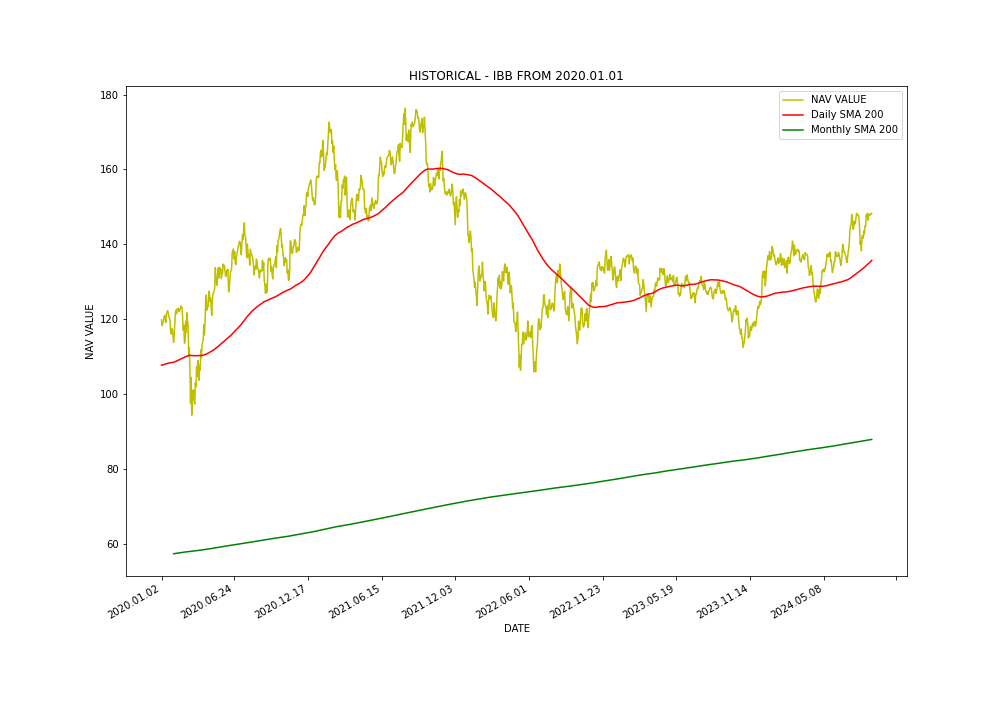 HISTORICAL - IBB FROM 2020.01.01
NAV VALUE
Daily SMA 200
Monthly SMA 200
180
160
140
120
100
80
60
NAV VALUE
2020.01.02
2020.06.24
2020.12.17
2021.06.15
2021.12.03
2022.06.01
2022.11.23
2023.05.19
2023.11.14
2024.05.08
DATE